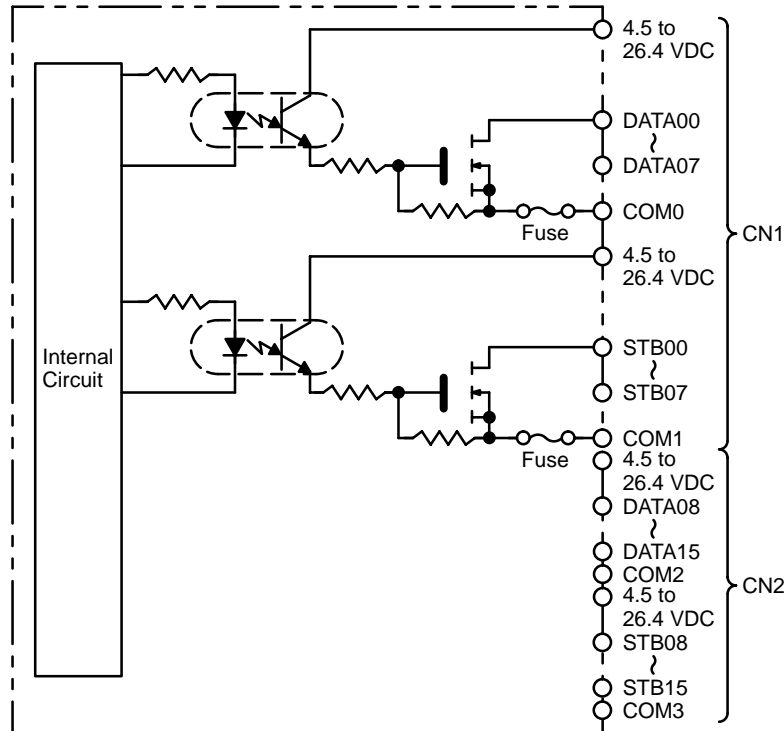 4.5 to
26.4 VDC
DATA00
~
DATA07
COM0
Fuse
CN1
4.5 to
26.4 VDC
Internal
Circuit
STB00
~
STB07
COM1
Fuse
4.5 to
26.4 VDC
DATA08
~
DATA15
COM2
CN2
4.5 to
26.4 VDC
STB08
~
STB15
COM3